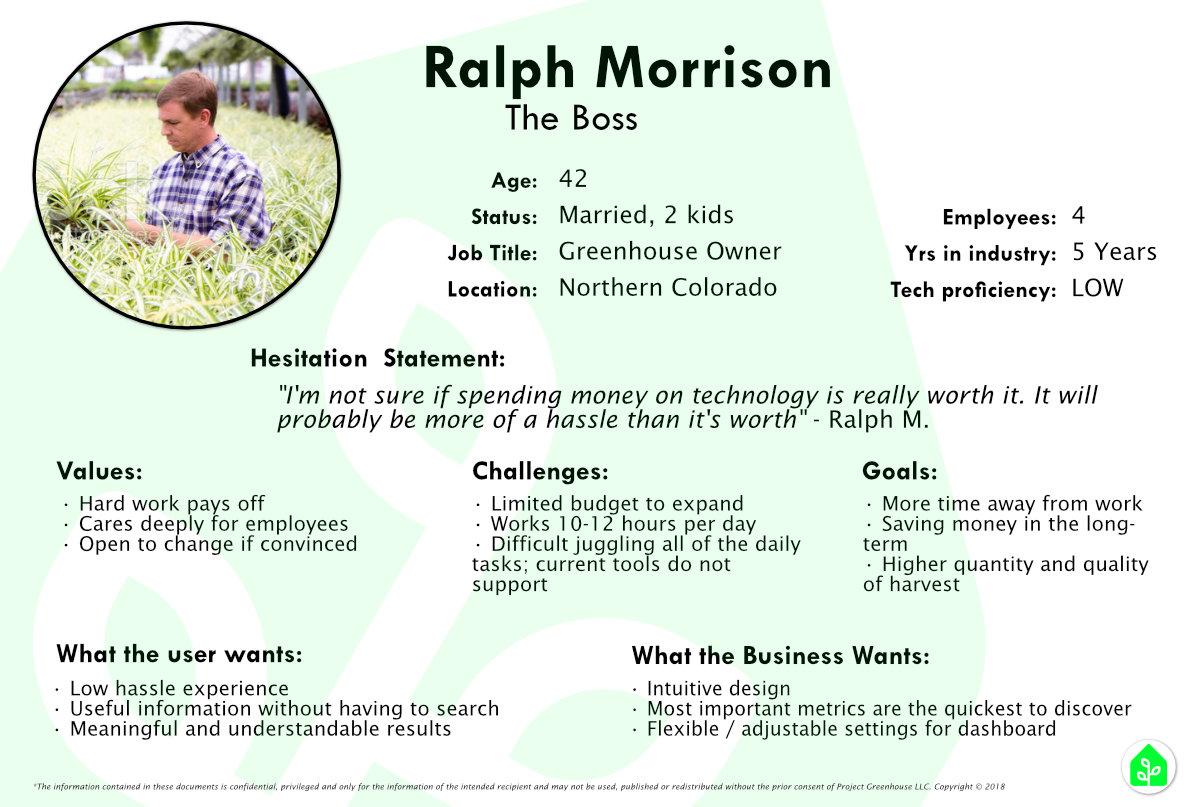 Ralph Morrison
The Boss
Age: 42
Status: Married, 2 kids
Job Title: Greenhouse Owner
Location: Northern Colorado
Employees: 4
Yrs in industry: 5 Years
Tech proficiency: LOW
Hesitation Statement:
"I'm not sure if spending money on technology is really worth it. It will
probably be more of a hassle than it's worth" - Ralph M.
Values:
· Hard work pays off
· Cares deeply for employees
· Open to change if convinced
Challenges:
· Limited budget to expand
· Works 10-12 hours per day
· Difficult juggling all of the daily
tasks; current tools do not
support
Goals:
· More time away from work
· Saving money in the long-
term
· Higher quantity and quality
of harvest
What the user wants:
· Low hassle experience
· Useful information without having to search
· Meaningful and understandable results
What the Business Wants:
· Intuitive design
· Most important metrics are the quickest to discover
· Flexible / adjustable settings for dashboard
*The information contained in these documents is confidential, privileged and only for the information of the intended recipient and may not be used, published or redistributed without the prior consent of Project Greenhouse LLC. Copyright © 2018